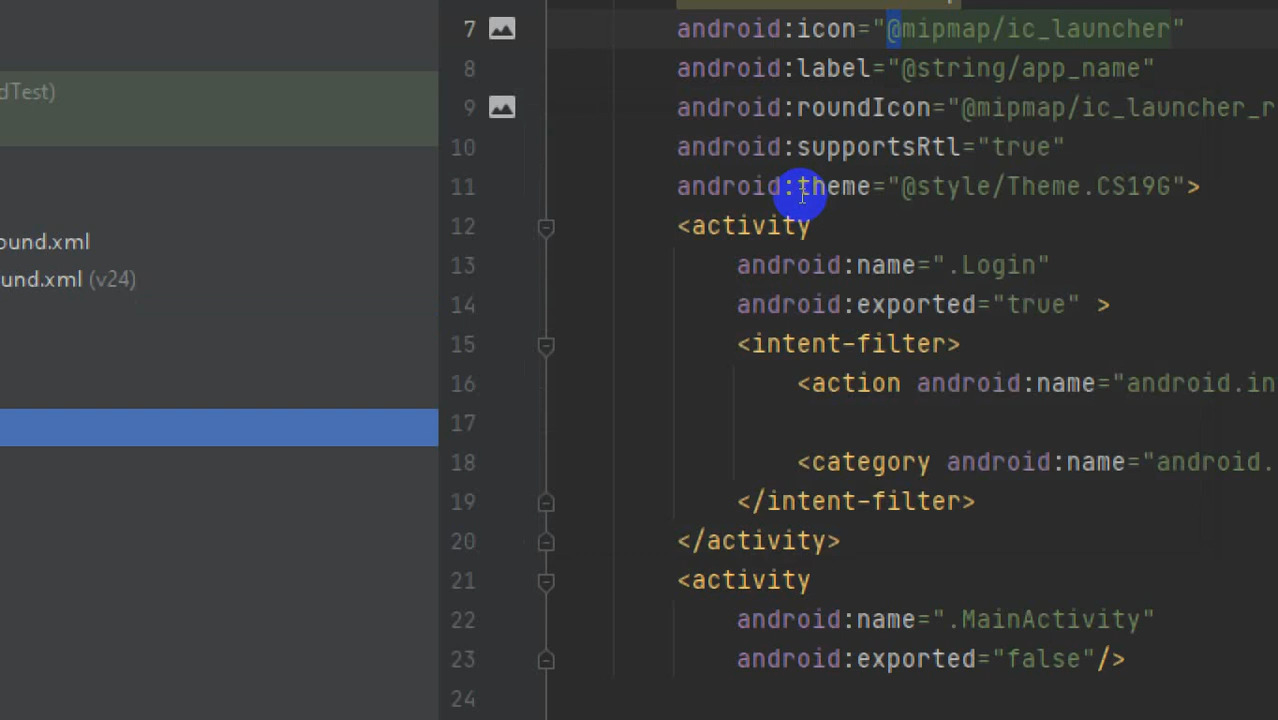 7 android:icon="@mipmap/ic_launcher"
dTest)
8 android:label="@string/app_name"
9 android:roundIcon="@mipmap/ic_launcher_r
10 android:supportsRtl="true"
11 android:theme="@style/Theme.CS19G">
ound.xml
12 <activity
13 android:name=".Login"
und.xml (v24)
14 android:exported="true" >
15 <intent-filter>
16 <action android:name="android.in
17
18 <category android:name="android.
19 </intent-filter>
20 </activity>
21 <activity
22 android:name=".MainActivity"
23 android:exported="false"/>
24